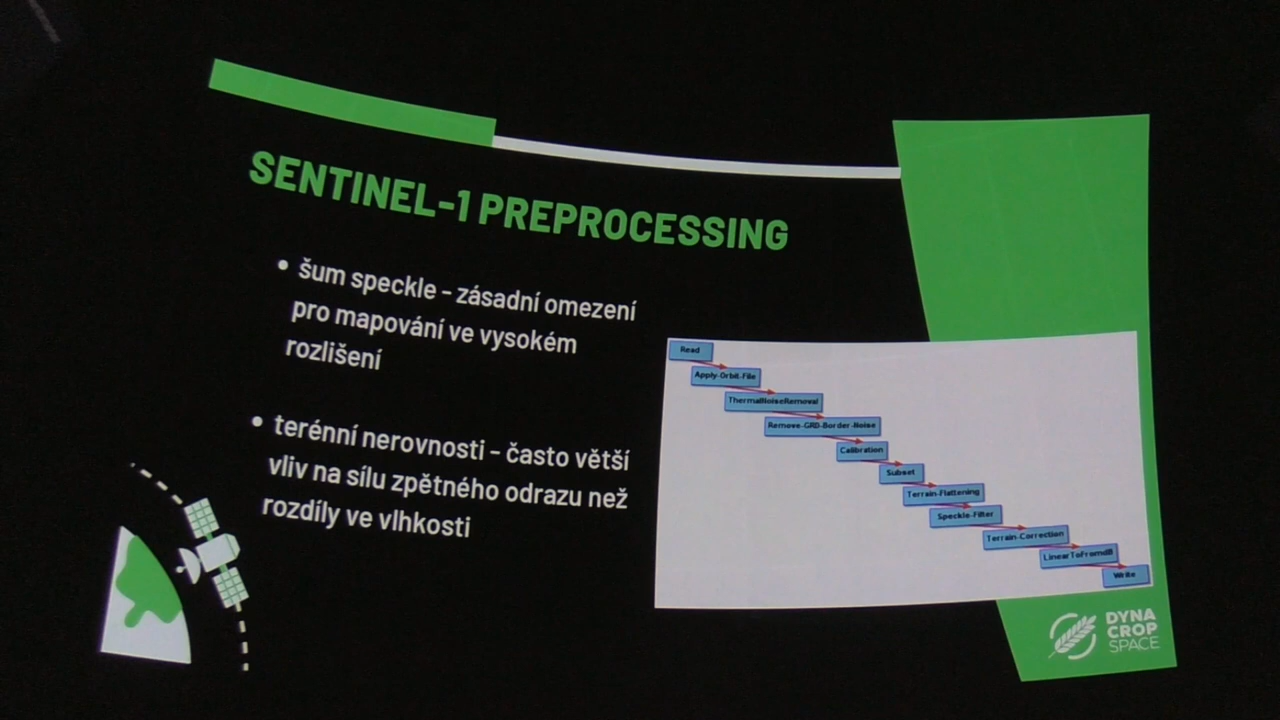 SENTINEL-1 PREPROCESSING
• šum speckle - zásadní omezení
pro mapování ve vysokém
rozlišení
• terénní nerovnosti - často větší
vliv na sílu zpětného odrazu než
rozdíly ve vlhkosti
Read
Apply-Orbit-File
ThermalNoiseRemoval
Remove-GRD-Border-Noise
Calibration
Subset
Terrain-Flattening
Speckle-Filter
Terrain-Correction
LinearToFromdB
Write
DYNA
CROP
SPACE